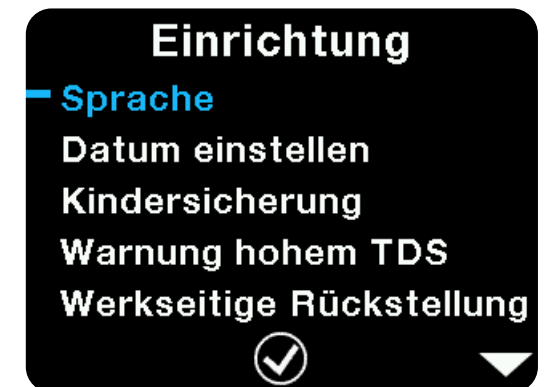 Einrichtung
Sprache
Datum einstellen
Kindersicherung
Warnung hohem TDS
Werkseitige Rückstellung